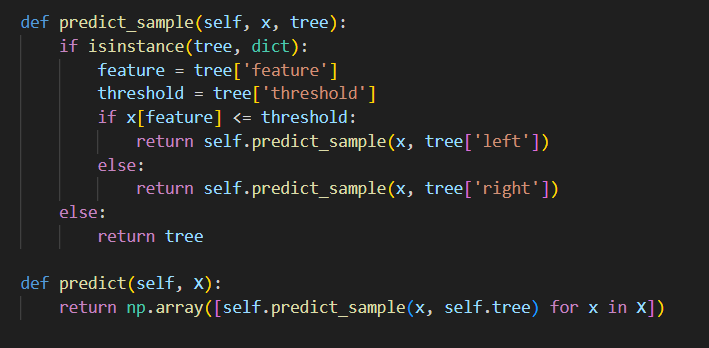 def predict_sample(self, x, tree):
    if isinstance(tree, dict):
        feature = tree['feature']
        threshold = tree['threshold']
        if x[feature] <= threshold:
            return self.predict_sample(x, tree['left'])
        else:
            return self.predict_sample(x, tree['right'])
    else:
        return tree

def predict(self, X):
    return np.array([self.predict_sample(x, self.tree) for x in X])